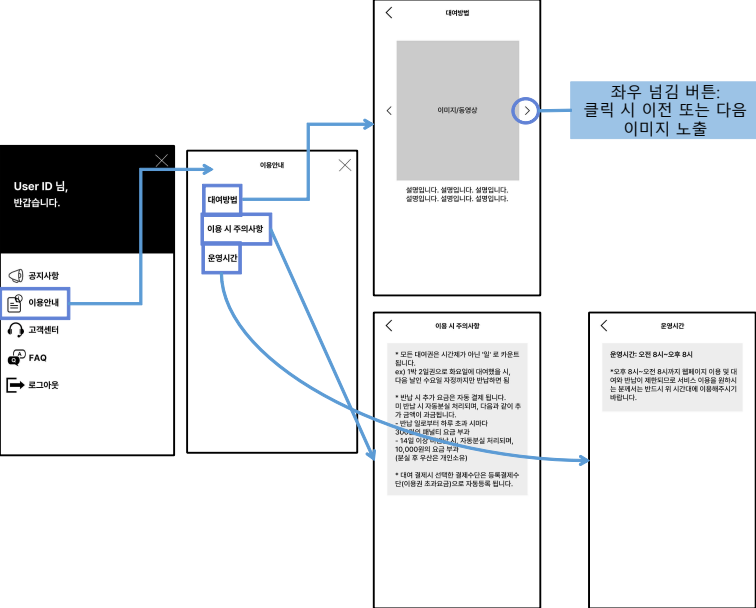 User ID 님,
반갑습니다.
공지사항
이용안내
고객센터
FAQ
로그아웃
이용안내
대여방법
이용 시 주의사항
운영시간
대여방법
이미지/동영상
설명입니다. 설명입니다. 설명입니다.
설명입니다. 설명입니다. 설명입니다.
좌우 넘김 버튼:
클릭 시 이전 또는 다음
이미지 노출
이용 시 주의사항
* 모든 대여권은 시간제가 아닌 '일' 로 카운트
됩니다.
ex) 1박 2일권으로 화요일에 대여했을 시,
다음 날인 수요일 자정까지만 반납하면 됨
* 반납 시 추가 요금은 자동 결제 됩니다.
미 반납 시 자동분실 처리되며, 다음과 같이 추
가 금액이 과금됩니다.
- 반납 일로부터 하루 초과 시마다
300원의 패널티 요금 부과
- 14일 이상 미반납 시, 자동분실 처리되며,
10,000원의 요금 부과
(분실 후 우산은 개인소유)
* 대여 결제시 선택한 결제수단은 등록결제수
단(이용권 초과요금)으로 자동등록 됩니다.
운영시간
운영시간: 오전 8시~오후 8시
*오후 8시~오전 8시까지 웹페이지 이용 및 대
여와 반납이 제한되므로 서비스 이용을 원하시
는 분께서는 반드시 위 시간대에 이용해주시기
바랍니다.